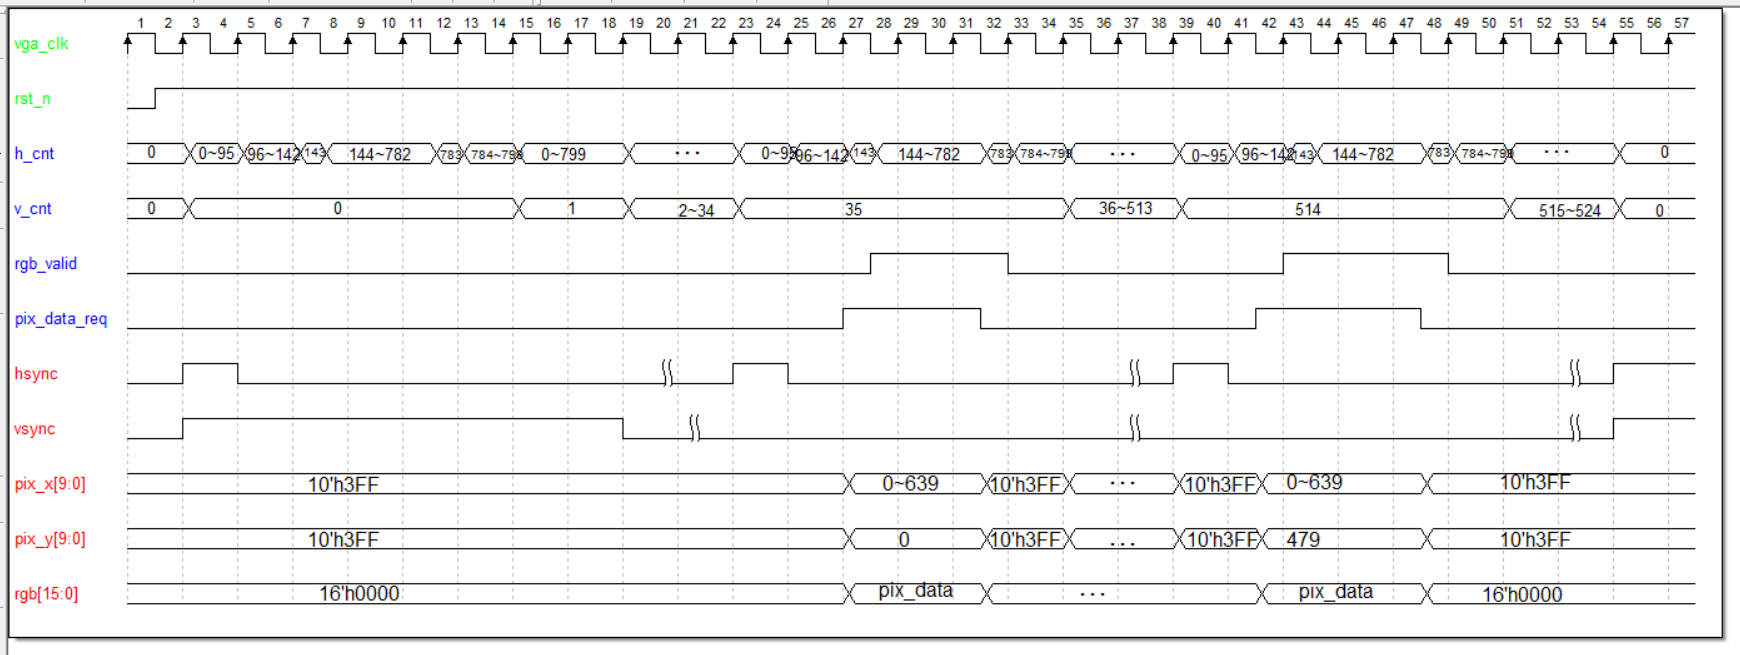 1 2 3 4 5 6 7 8 9 10 11 12 13 14 15 16 17 18 19 20 21 22 23 24 25 26 27 28 29 30 31 32 33 34 35 36 37 38 39 40 41 42 43 44 45 46 47 48 49 50 51 52 53 54 55 56 57
vga_clk
rst_n
h_cnt 0 0~95 96~142 143 144~782 783 784~799 0~799 ··· 0~95 96~142 143 144~782 783 784~799 ··· 0~95 96~142 143 144~782 783 784~799 ··· 0
v_cnt 0 0 1 2~34 35 36~513 514 515~524 0
rgb_valid
pix_data_req
hsync
vsync
pix_x[9:0] 10'h3FF 0~639 10'h3FF ··· 10'h3FF 0~639 10'h3FF
pix_y[9:0] 10'h3FF 0 10'h3FF ... 10'h3FF 479 10'h3FF
rgb[15:0] 16'h0000 pix_data ··· pix_data 16'h0000